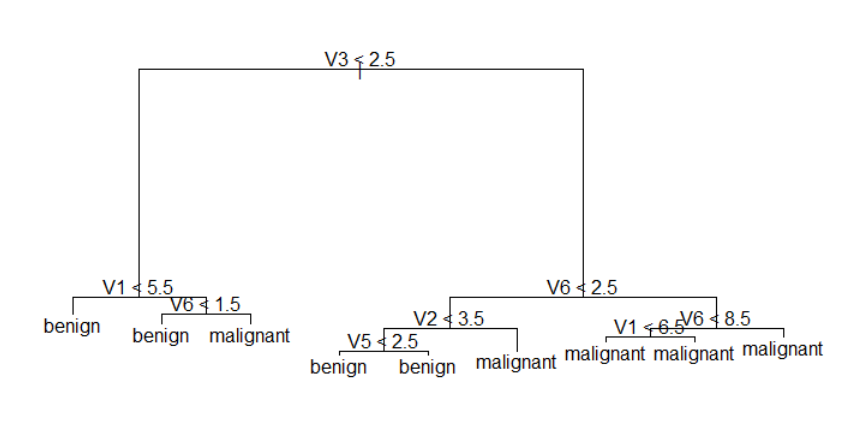 V3 < 2.5
V1 < 5.5
V6 < 2.5
V6 < 1.5
benign
benign
malignant
V2 < 3.5
V6 < 8.5
V1 < 6.5
V5 < 2.5
malignant
malignant
malignant
malignant
benign
benign